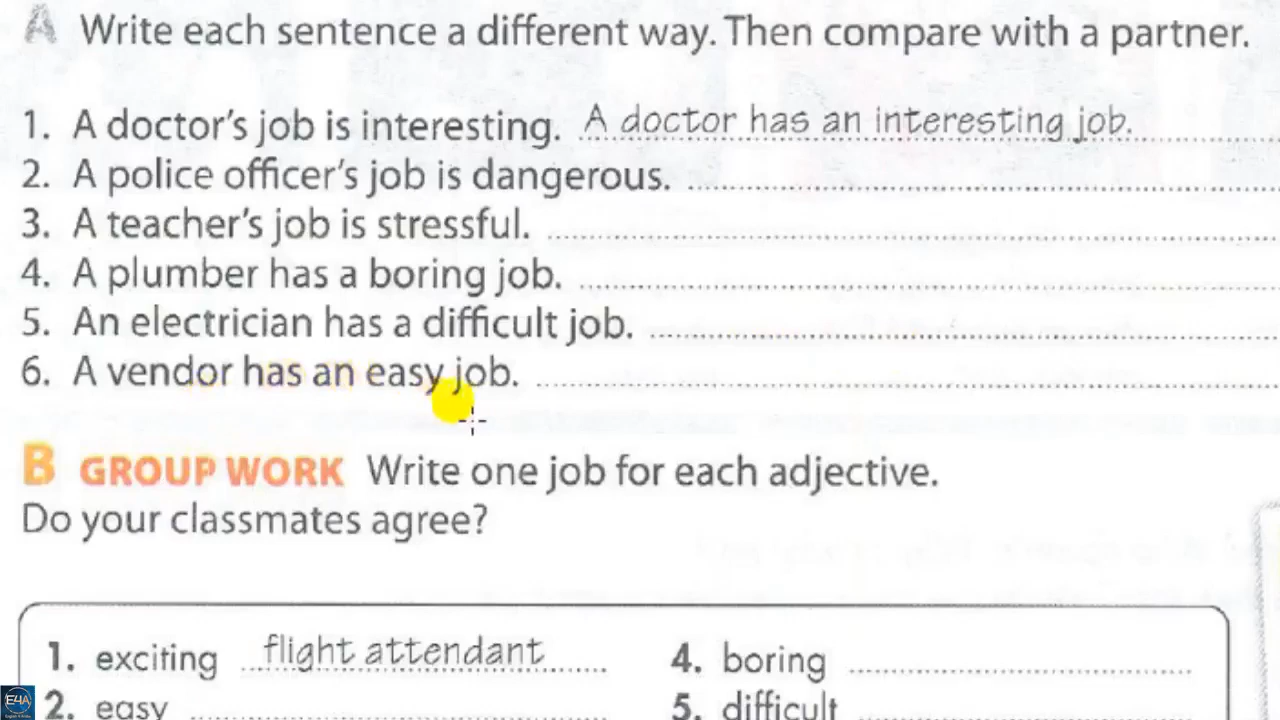 A Write each sentence a different way. Then compare with a partner.
1. A doctor's job is interesting. A doctor has an interesting job.
2. A police officer's job is dangerous.
3. A teacher's job is stressful.
4. A plumber has a boring job.
5. An electrician has a difficult job.
6. A vendor has an easy job.
B GROUP WORK Write one job for each adjective.
Do your classmates agree?
1. exciting flight attendant 4. boring
2. easy 5. difficult
E4A